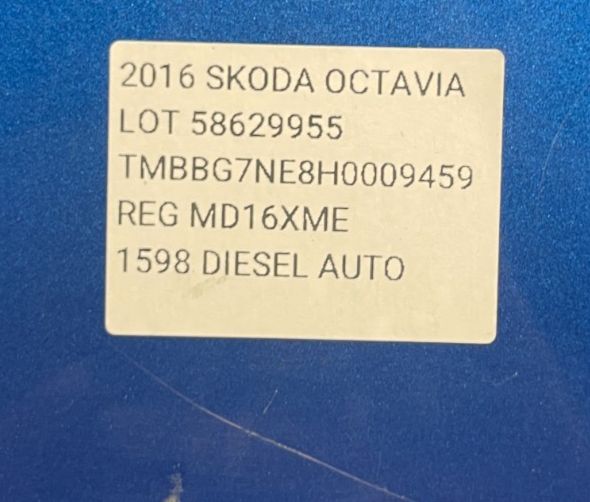 2016 SKODA OCTAVIA
LOT 58629955
TMBBG7NE8H0009459
REG MD16XME
1598 DIESEL AUTO